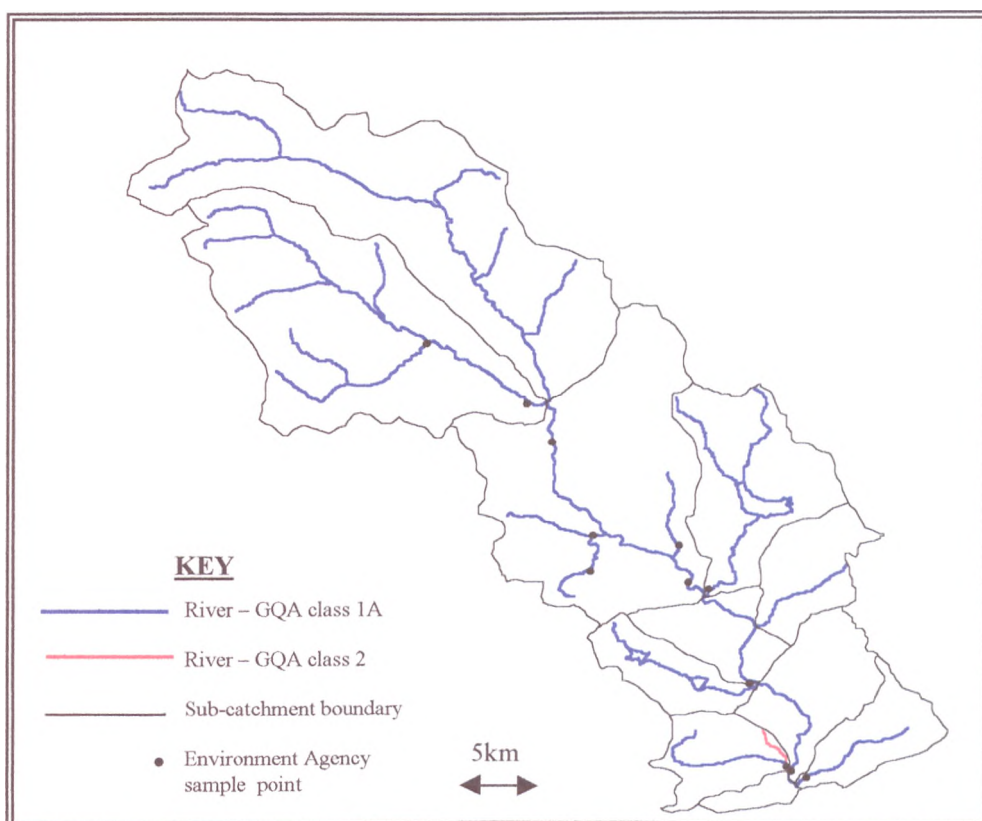 KEY
River – GQA class 1A
River – GQA class 2
Sub-catchment boundary
Environment Agency
sample point
5km